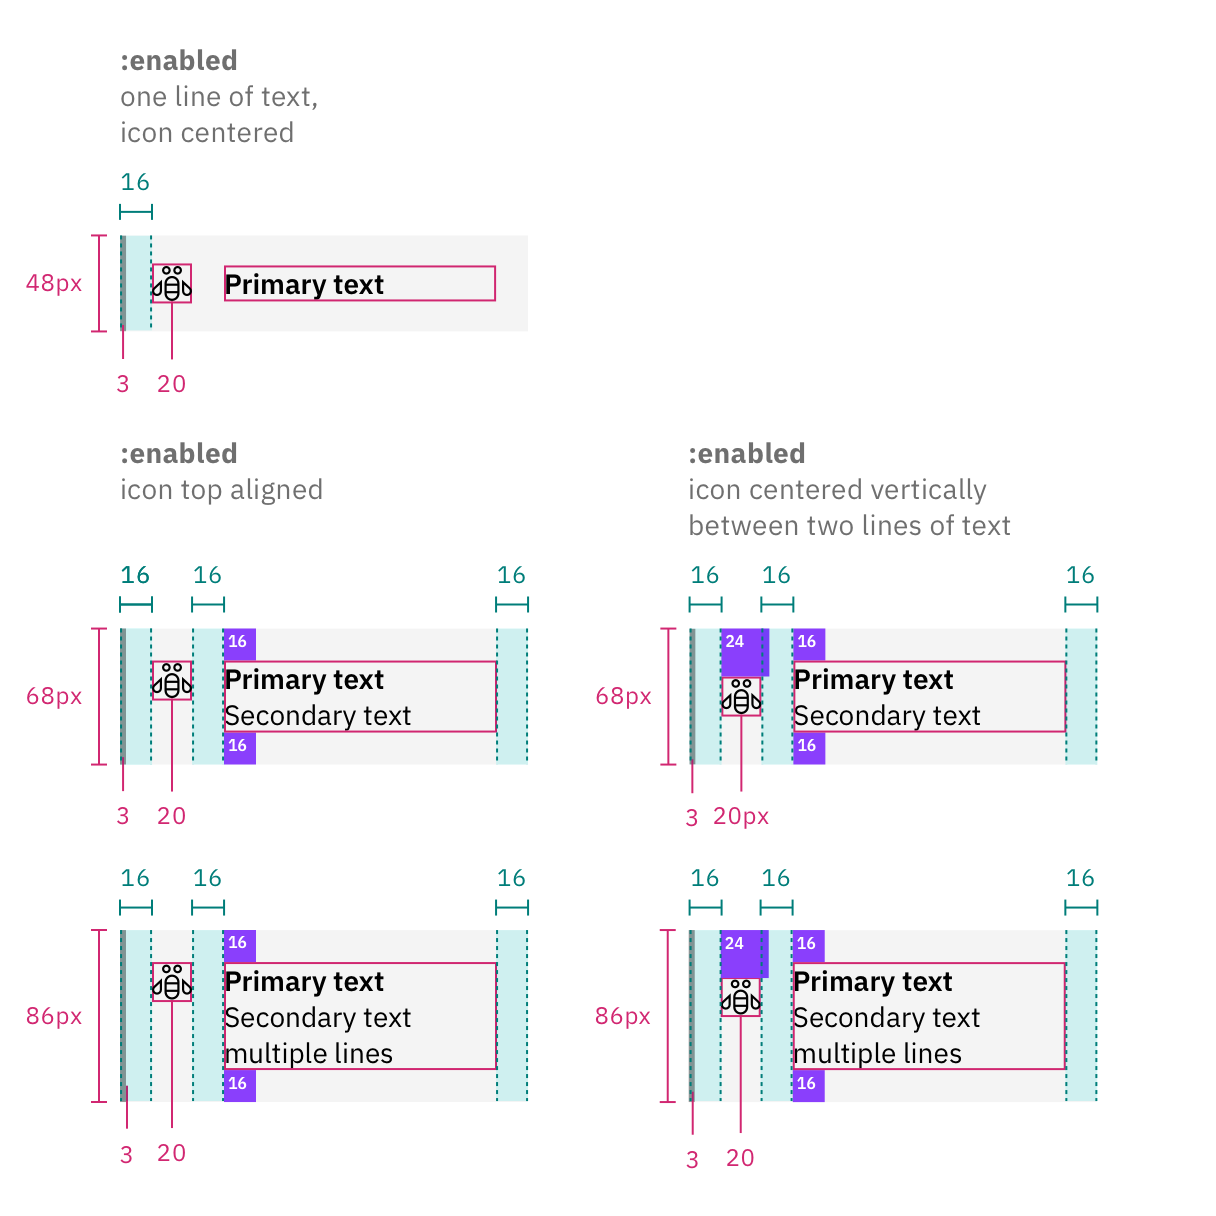 :enabled
one line of text,
icon centered
16
48px
Primary text
3 20
:enabled
icon top aligned
16 16 16
16
68px
Primary text
Secondary text
16
3 20
:enabled
icon centered vertically
between two lines of text
16 16 16
24 16
68px
Primary text
Secondary text
16
3 20px
16 16 16
16
86px
Primary text
Secondary text
multiple lines
16
3 20
16 16 16
24 16
86px
Primary text
Secondary text
multiple lines
16
3 20